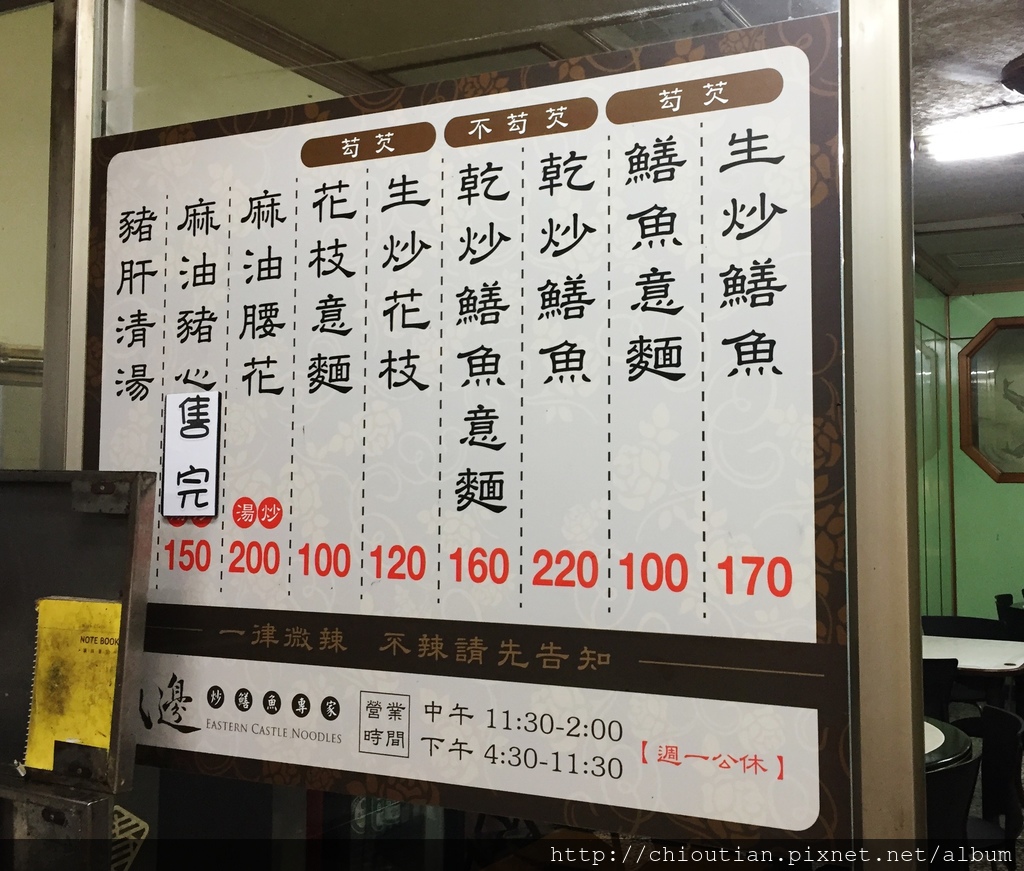 芶芡
生炒鱔魚
170
鱔魚意麵
100
不芶芡
乾炒鱔魚
220
乾炒鱔魚意麵
160
芶芡
生炒花枝
120
花枝意麵
100
麻油腰花
湯 炒
200
麻油豬心
售完
150
豬肝清湯
一律微辣 不辣請先告知
邊
炒鱔魚專家
EASTERN CASTLE NOODLES
營業時間
中午 11:30-2:00
下午 4:30-11:30
【週一公休】
NOTE BOOK
http://chioutian.pixnet.net/album